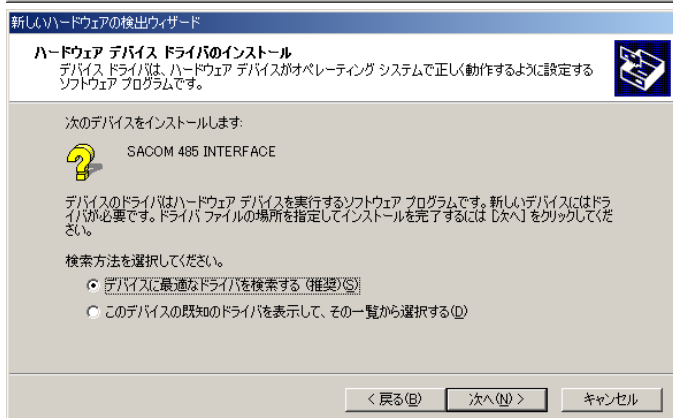 新しいハードウェアの検出ウィザード
ハードウェア デバイス ドライバのインストール
デバイス ドライバは、ハードウェア デバイスがオペレーティング システムで正しく動作するように設定する
ソフトウェア プログラムです。
次のデバイスをインストールします:
SACOM 485 INTERFACE
デバイスのドライバはハードウェア デバイスを実行するソフトウェア プログラムです。新しいデバイスにはドラ
イバが必要です。ドライバ ファイルの場所を指定してインストールを完了するには [次へ] をクリックしてくだ
さい。
検索方法を選択してください。
デバイスに最適なドライバを検索する (推奨)(S)
このデバイスの既知のドライバを表示して、その一覧から選択する(D)
< 戻る(B) 次へ(N) > キャンセル